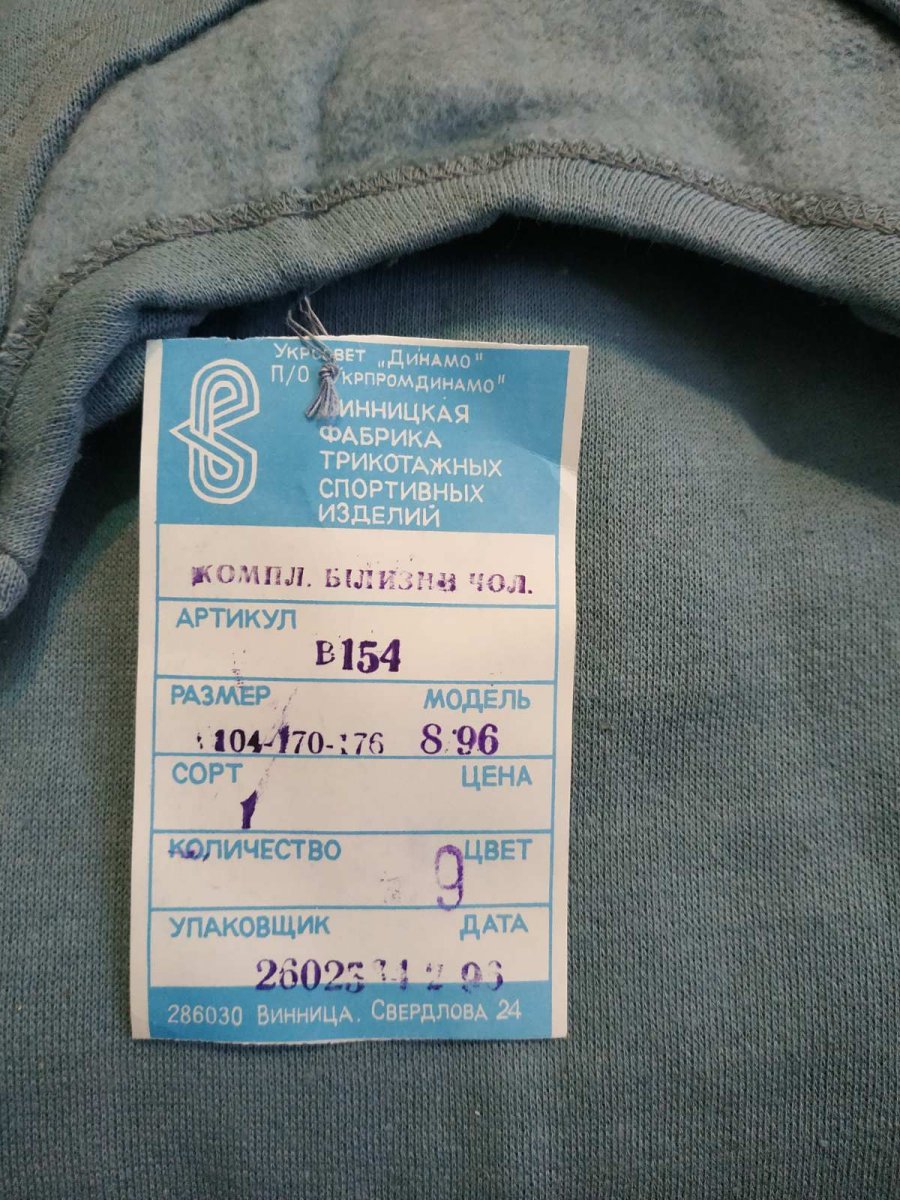 Укрсовет „Динамо"
П/О „Укрпромдинамо"
Винницкая
фабрика
трикотажных
спортивных
изделий
КОМПЛ. БІЛИЗНИ ЧОЛ.
АРТИКУЛ
В154
РАЗМЕР МОДЕЛЬ
104-170-176 8/96
СОРТ ЦЕНА
1
КОЛИЧЕСТВО ЦВЕТ
9
УПАКОВЩИК ДАТА
286030 Винница. Свердлова 24